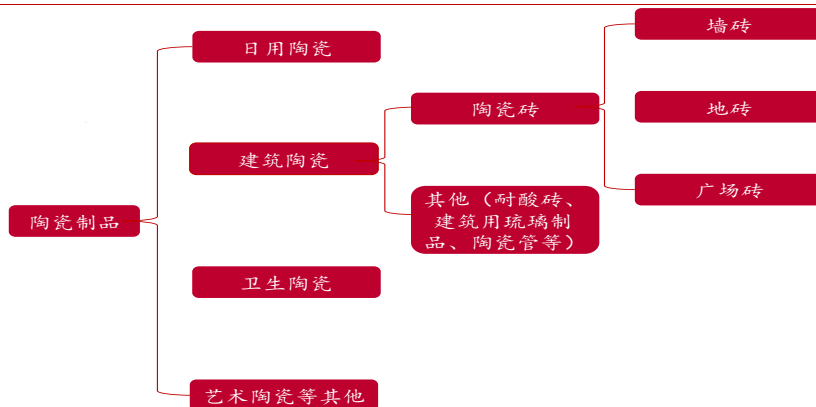 墙砖
日用陶瓷
陶瓷砖
地砖
建筑陶瓷
其他（耐酸砖、
建筑用琉璃制
品、陶瓷管等）
广场砖
陶瓷制品
卫生陶瓷
艺术陶瓷等其他